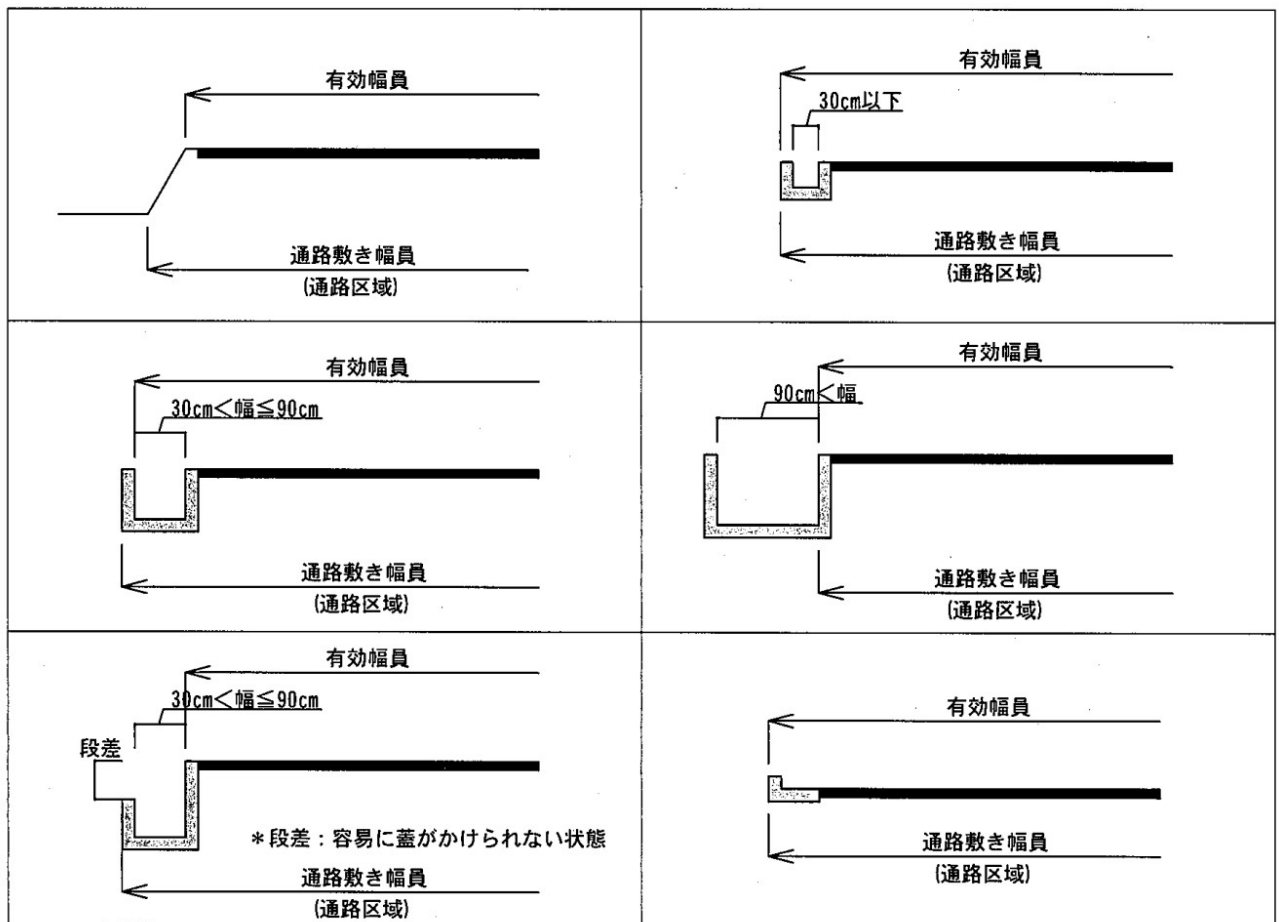 有効幅員
通路敷き幅員
(通路区域)
有効幅員
30cm以下
通路敷き幅員
(通路区域)
有効幅員
30cm<幅≦90cm
通路敷き幅員
(通路区域)
有効幅員
90cm<幅
通路敷き幅員
(通路区域)
有効幅員
30cm<幅≦90cm
段差
*段差:容易に蓋がかけられない状態
通路敷き幅員
(通路区域)
有効幅員
通路敷き幅員
(通路区域)